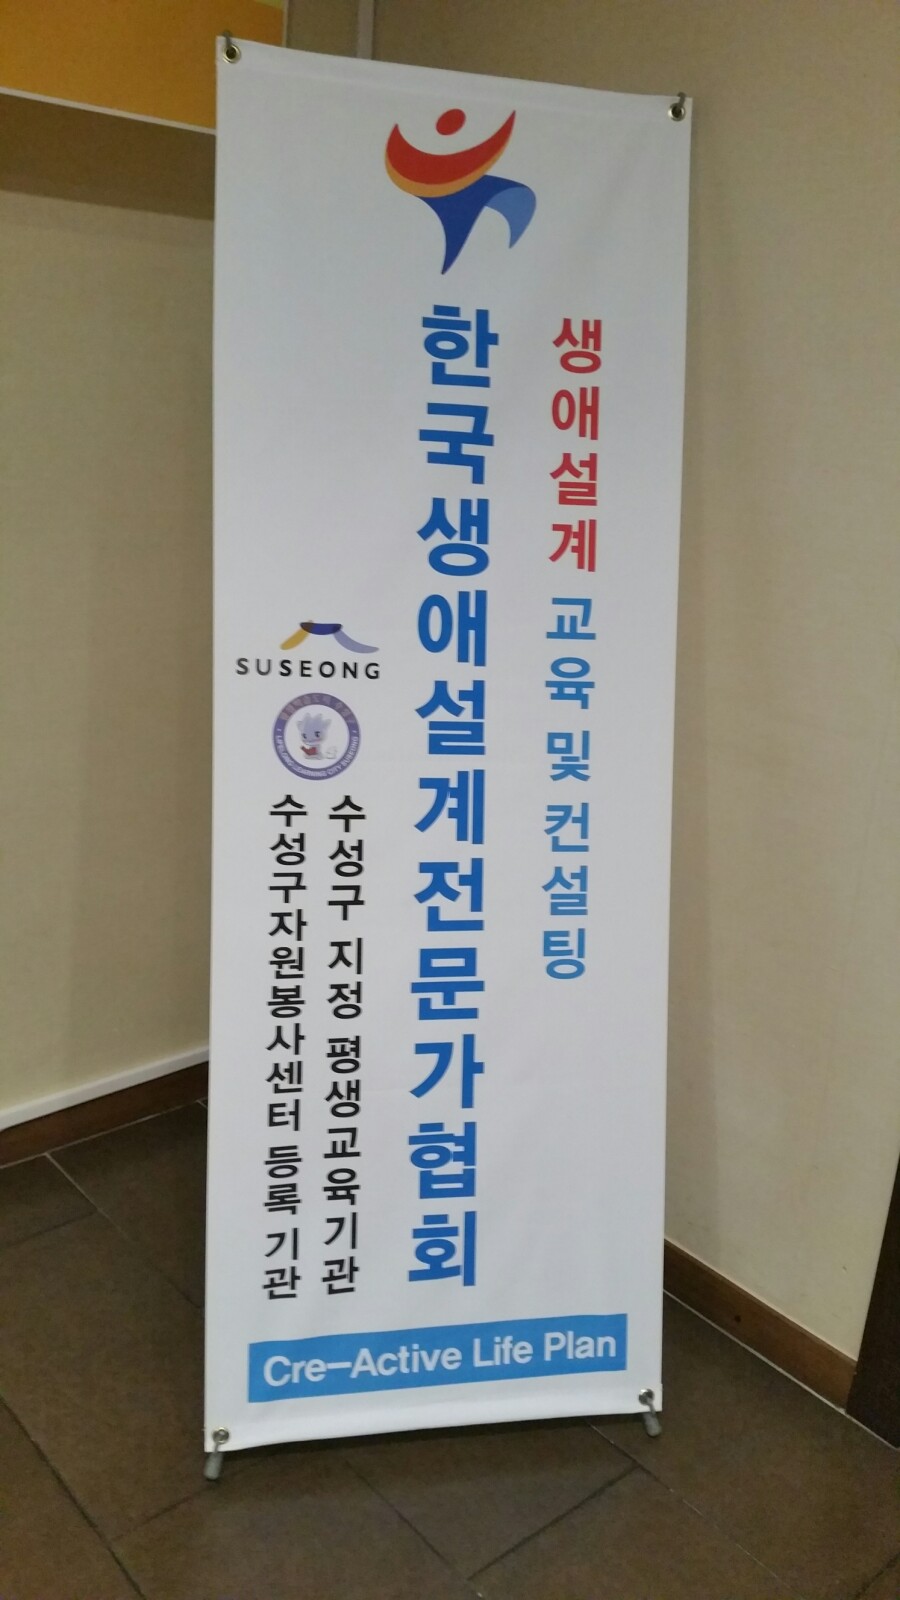 생애설계 교육 및 컨설팅
한국생애설계전문가협회
SUSEONG
수성구 지정 평생교육기관
수성구자원봉사센터 등록 기관
Cre-Active Life Plan